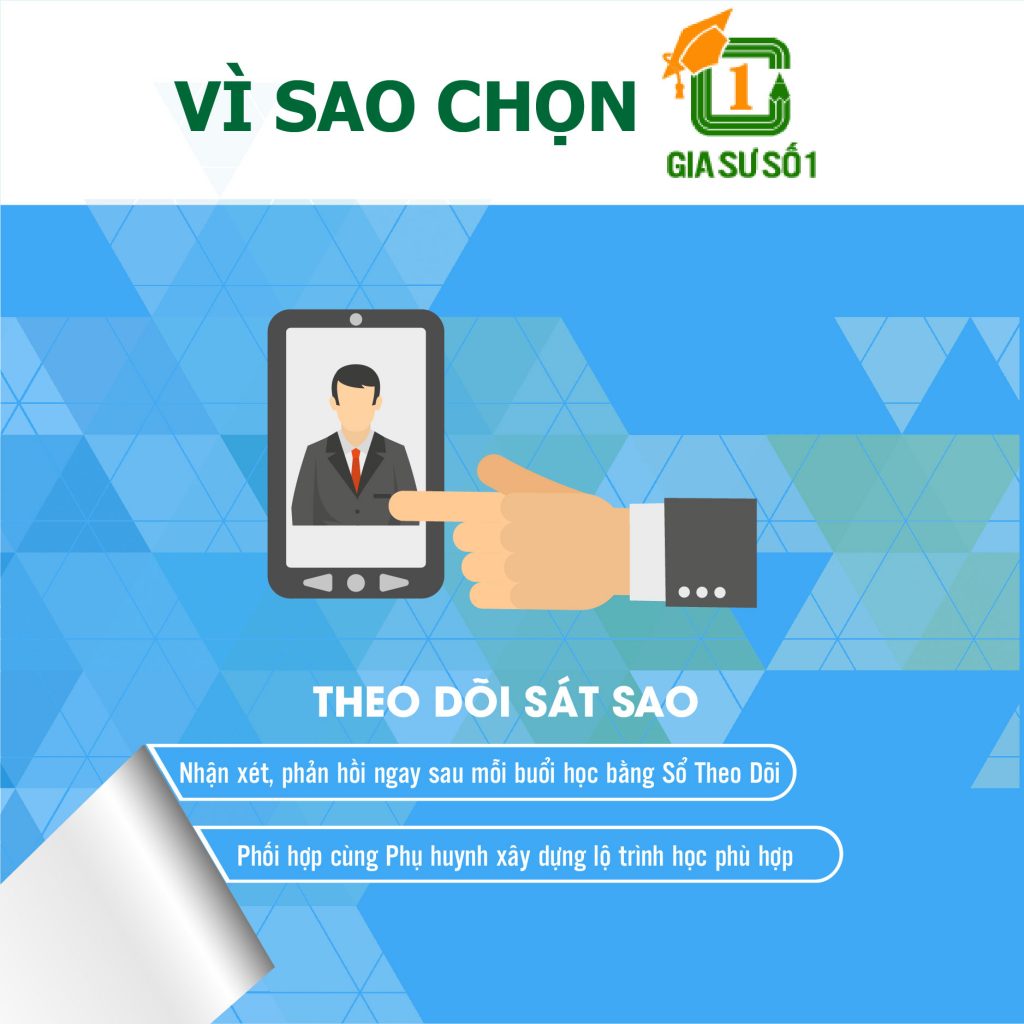 VÌ SAO CHỌN
1
GIA SƯ SỐ 1
THEO DÕI SÁT SAO
Nhận xét, phản hồi ngay sau mỗi buổi học bằng Sổ Theo Dõi
Phối hợp cùng Phụ huynh xây dựng lộ trình học phù hợp